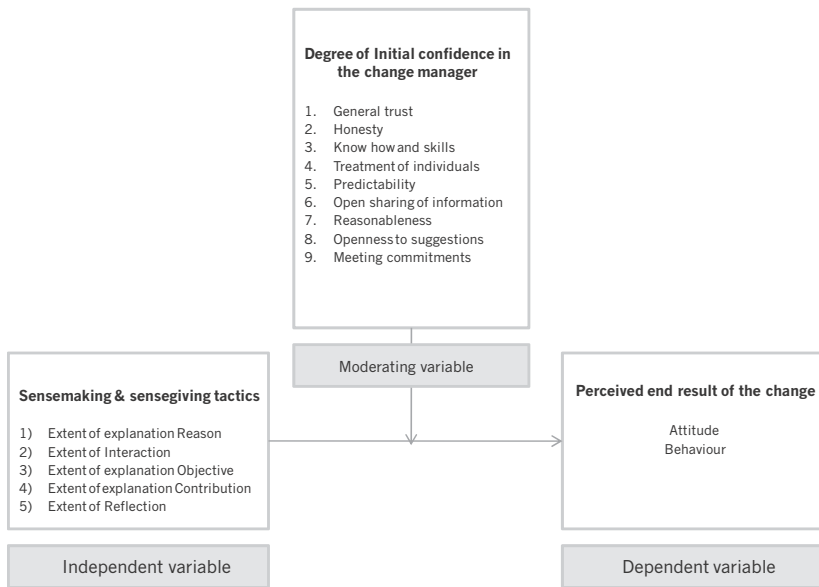 Degree of Initial confidence in
the change manager
1. General trust
2. Honesty
3. Know how and skills
4. Treatment of individuals
5. Predictability
6. Open sharing of information
7. Reasonableness
8. Openness to suggestions
9. Meeting commitments
Moderating variable
Sensemaking & sensegiving tactics
1) Extent of explanation Reason
2) Extent of Interaction
3) Extent of explanation Objective
4) Extent of explanation Contribution
5) Extent of Reflection
Independent variable
Perceived end result of the change
Attitude
Behaviour
Dependent variable